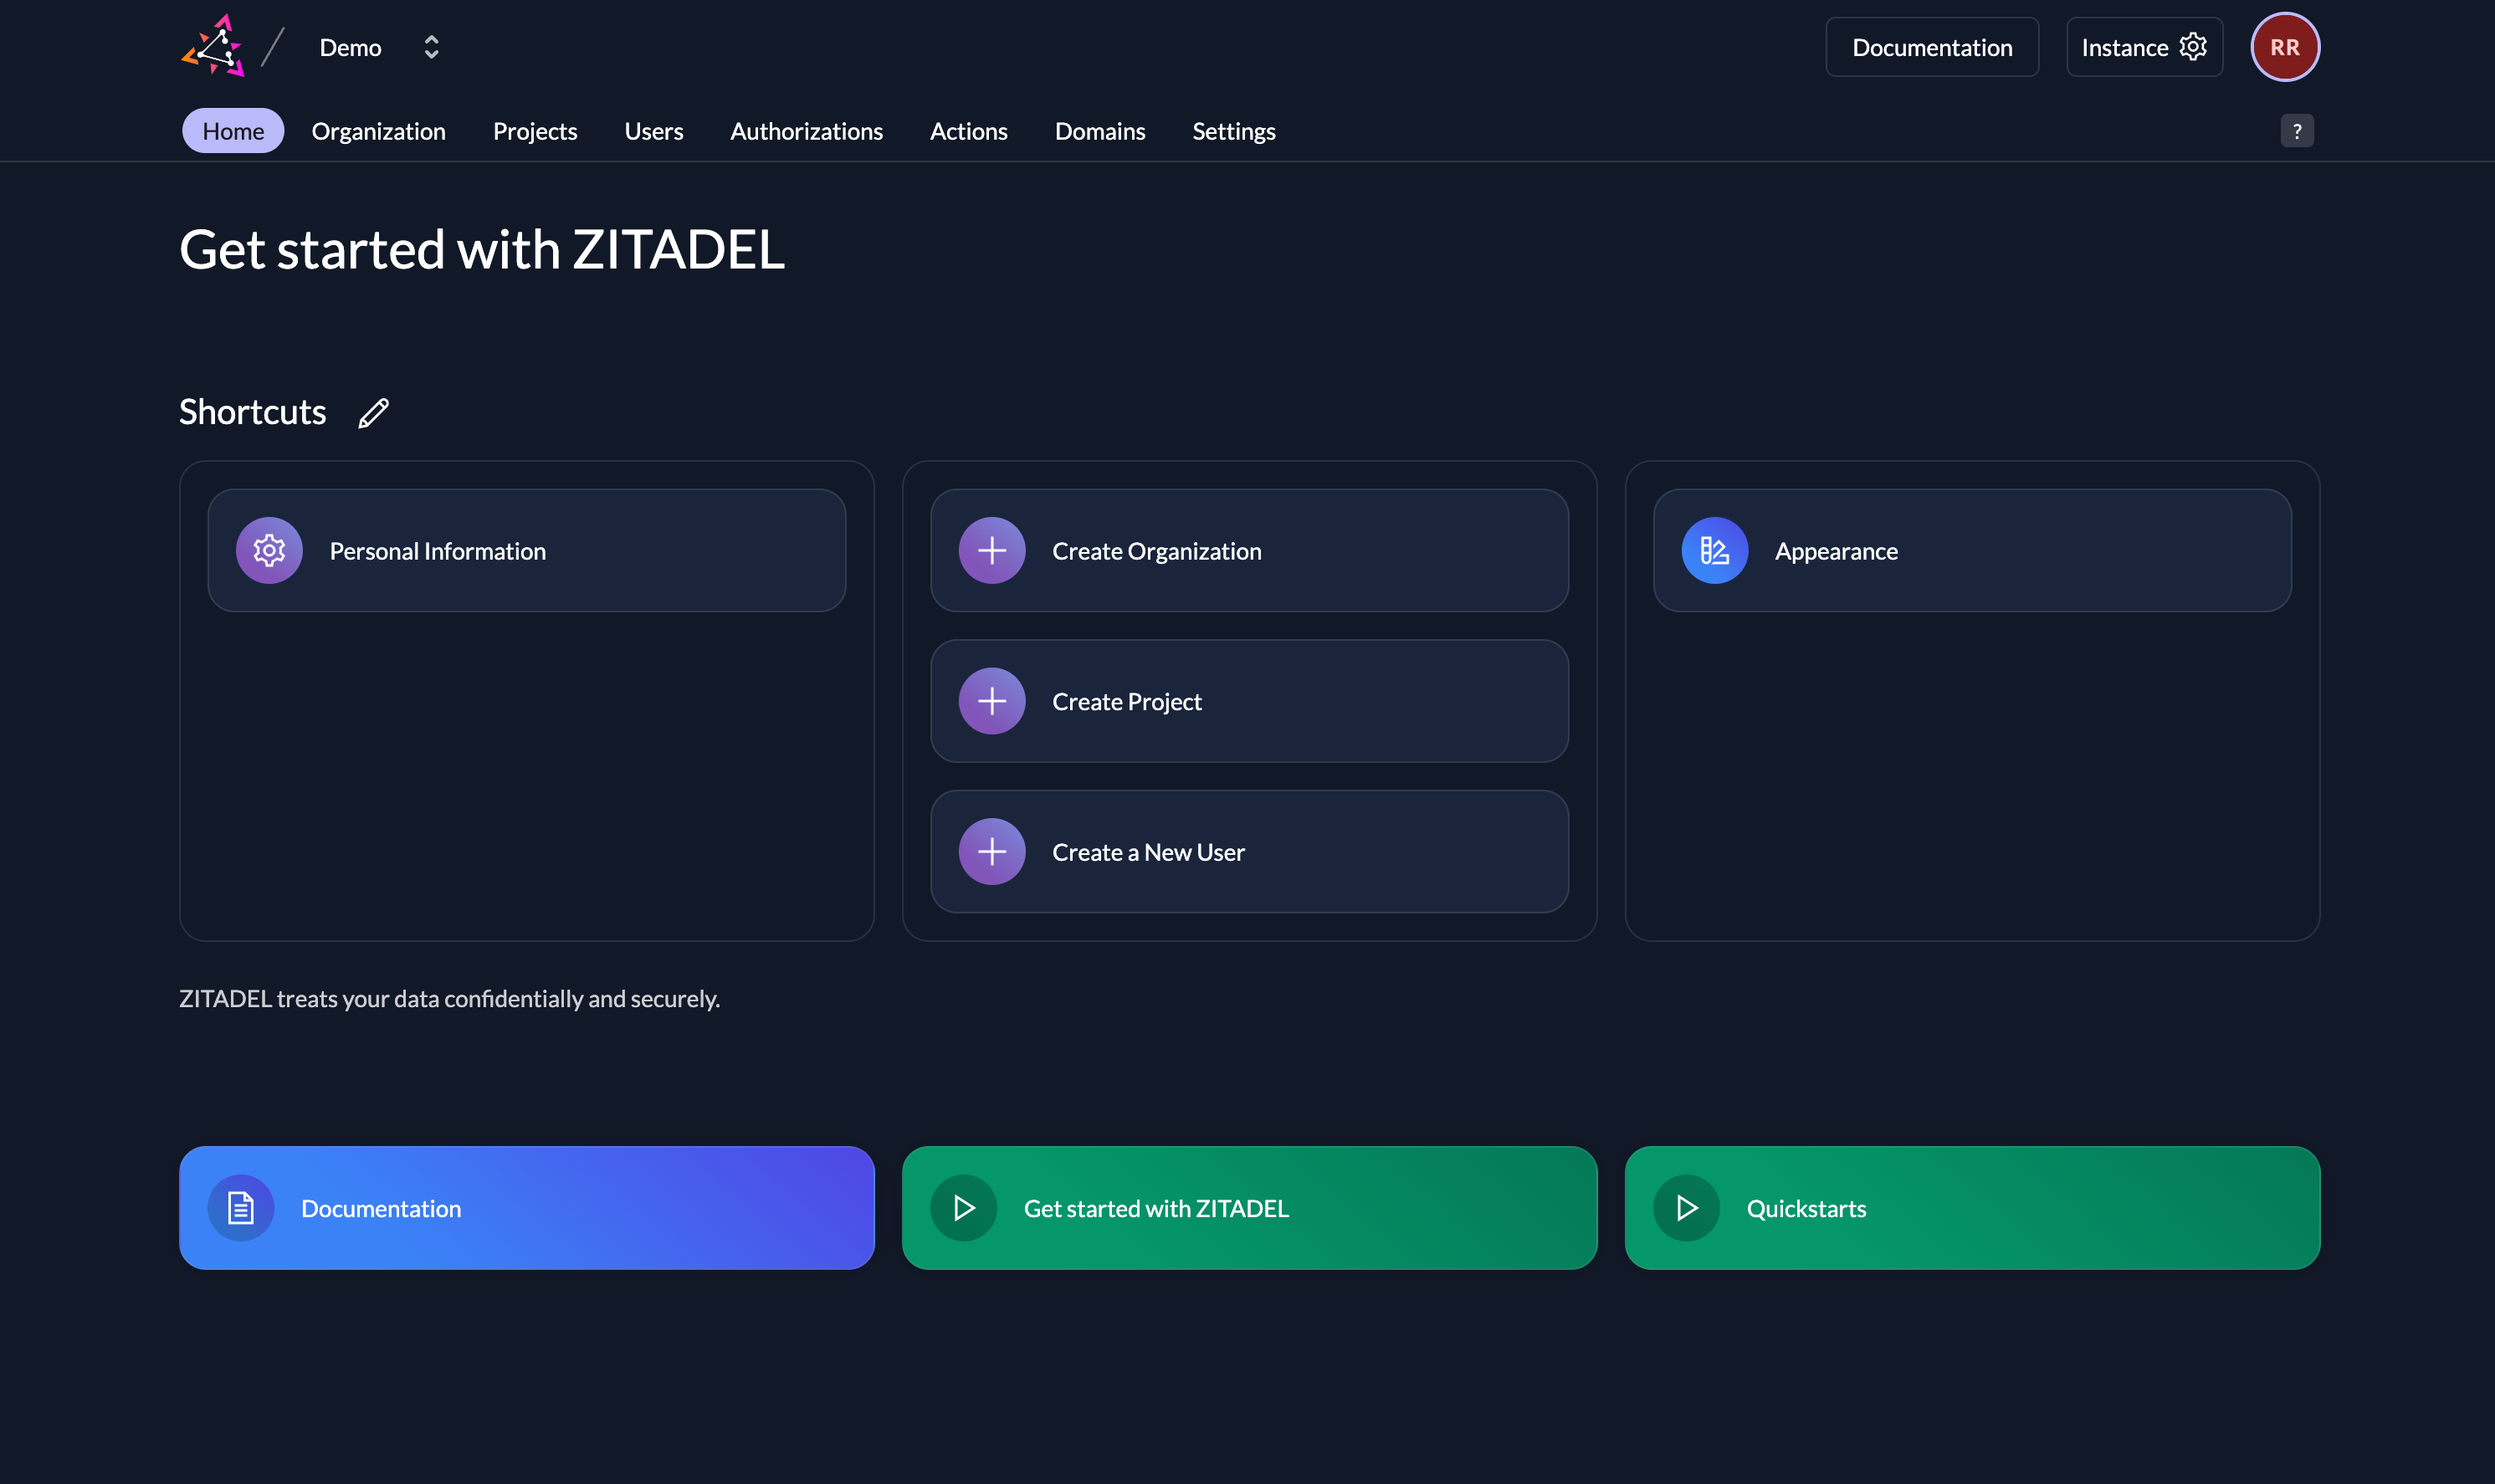 Demo
Documentation
Instance
RR
Home
Organization
Projects
Users
Authorizations
Actions
Domains
Settings
?
Get started with ZITADEL
Shortcuts
Personal Information
Create Organization
Appearance
Create Project
Create a New User
ZITADEL treats your data confidentially and securely.
Documentation
Get started with ZITADEL
Quickstarts